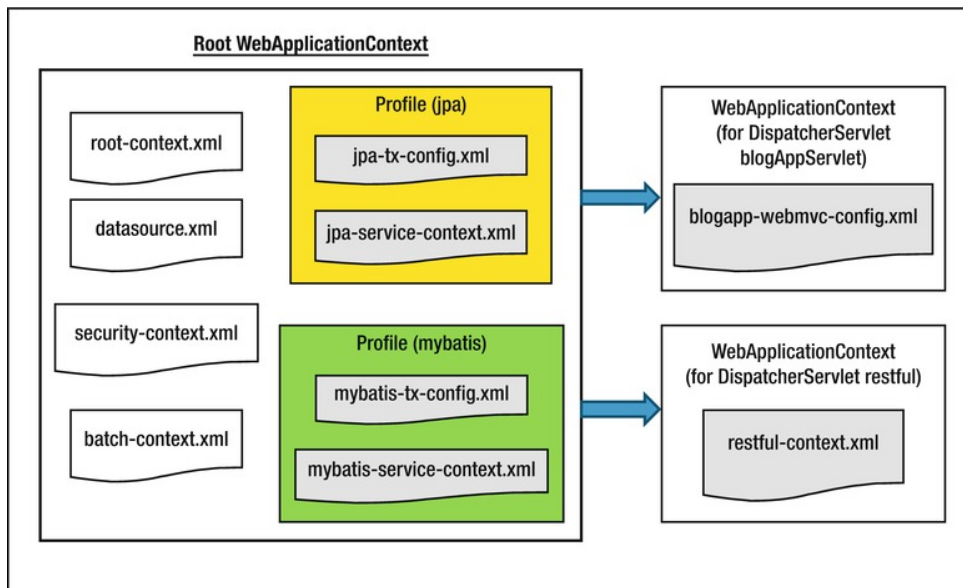 Root WebApplicationContext
root-context.xml
datasource.xml
security-context.xml
batch-context.xml
Profile (jpa)
jpa-tx-config.xml
jpa-service-context.xml
Profile (mybatis)
mybatis-tx-config.xml
mybatis-service-context.xml
WebApplicationContext
(for DispatcherServlet
blogAppServlet)
blogapp-webmvc-config.xml
WebApplicationContext
(for DispatcherServlet restful)
restful-context.xml